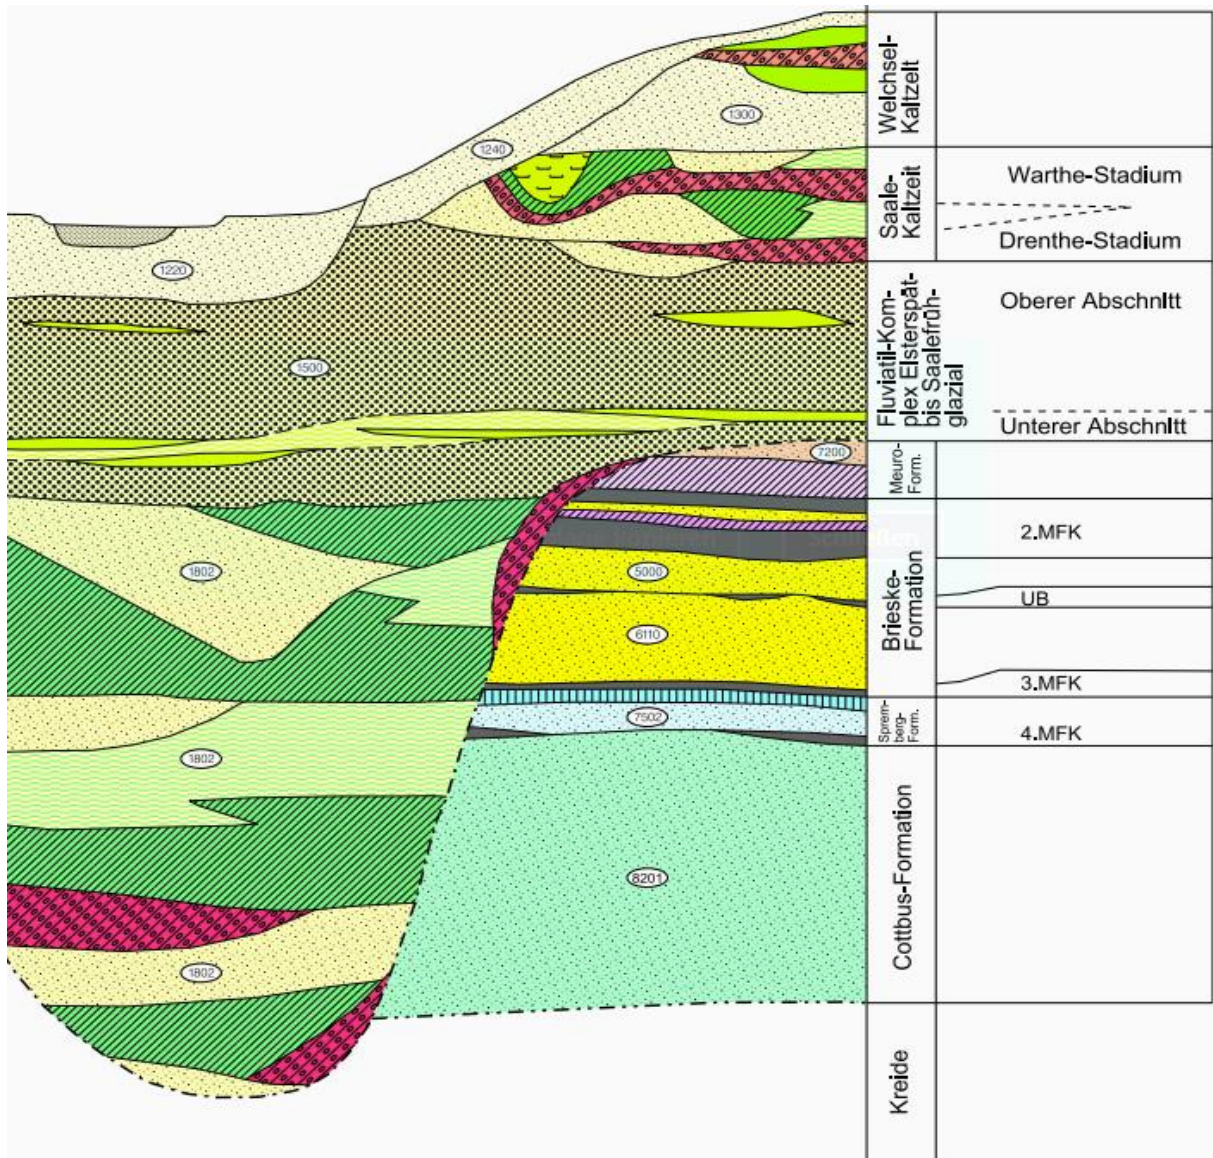 Weichsel-
Kaltzeit
1300
1240
Saale-
Kaltzeit
Warthe-Stadium
Drenthe-Stadium
1220
Fluviatil-Kom-
plex Elsterspät-
bis Saalefrüh-
glazial
Oberer Abschnitt
1500
Unterer Abschnitt
7200
Meuro-
Form.
Brieske-
Formation
2.MFK
1802
5000
UB
6110
3.MFK
Sprem-
berg-
Form.
7502
4.MFK
1802
8201
Cottbus-Formation
1802
Kreide